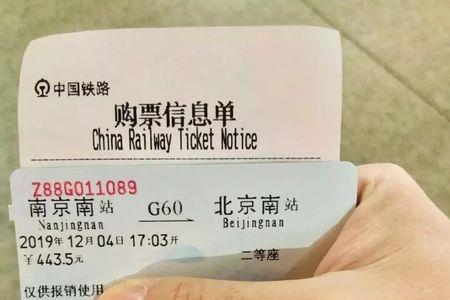 中国铁路
购票信息单
China Railway Ticket Notice
Z88G011089
南京南站 G60 北京南站
Nanjingnan Beijingnan
2019年12月04日17:03开
￥443.5元 二等座
仅供报销使用